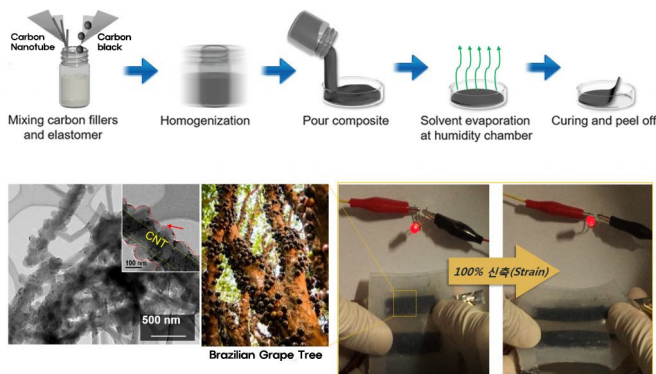 Carbon
Nanotube
Carbon
black
Mixing carbon fillers
and elastomer
Homogenization
Pour composite
Solvent evaporation
at humidity chamber
Curing and peel off
CNT
100 nm
500 nm
Brazilian Grape Tree
100% 신축(Strain)